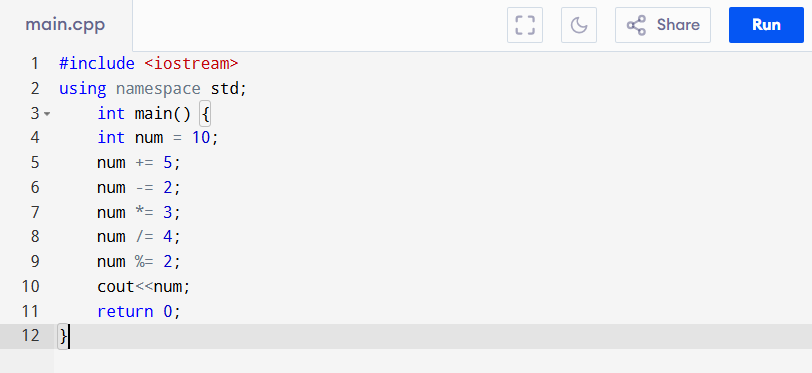 main.cpp
Share
Run
1 #include <iostream>
2 using namespace std;
3     int main() {
4     int num = 10;
5     num += 5;
6     num -= 2;
7     num *= 3;
8     num /= 4;
9     num %= 2;
10     cout<<num;
11     return 0;
12 }